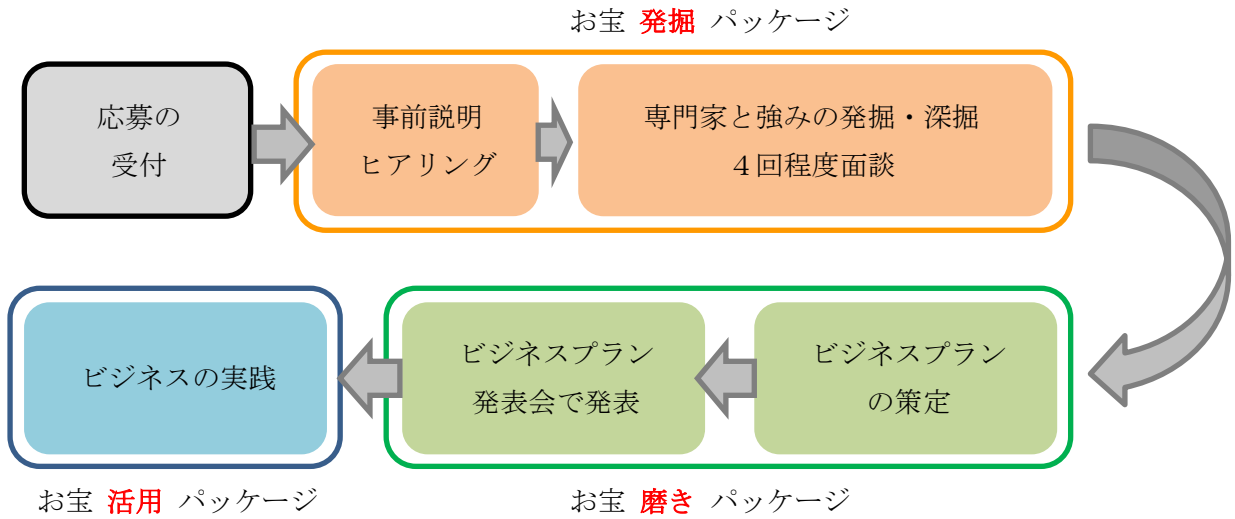 お宝 発掘 パッケージ
応募の
受付
事前説明
ヒアリング
専門家と強みの発掘・深掘
４回程度面談
ビジネスプラン
の策定
ビジネスプラン
発表会で発表
ビジネスの実践
お宝 磨き パッケージ
お宝 活用 パッケージ